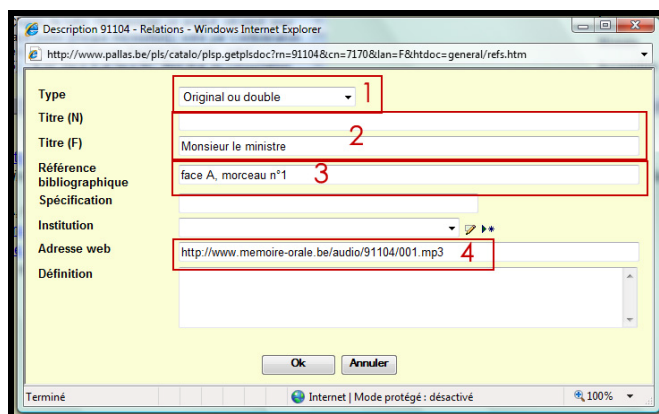 Description 91104 - Relations - Windows Internet Explorer
http://www.pallas.be/pls/catalo/plsp.getplsdoc?rn=91104&cn=7170&lan=F&htdoc=general/refs.htm
Type Original ou double 1
Titre (N)
2
Titre (F) Monsieur le ministre
Référence
bibliographique face A, morceau n°1 3
Spécification
Institution
Adresse web http://www.memoire-orale.be/audio/91104/001.mp3 4
Définition
Ok Annuler
Terminé Internet | Mode protégé : désactivé 100%